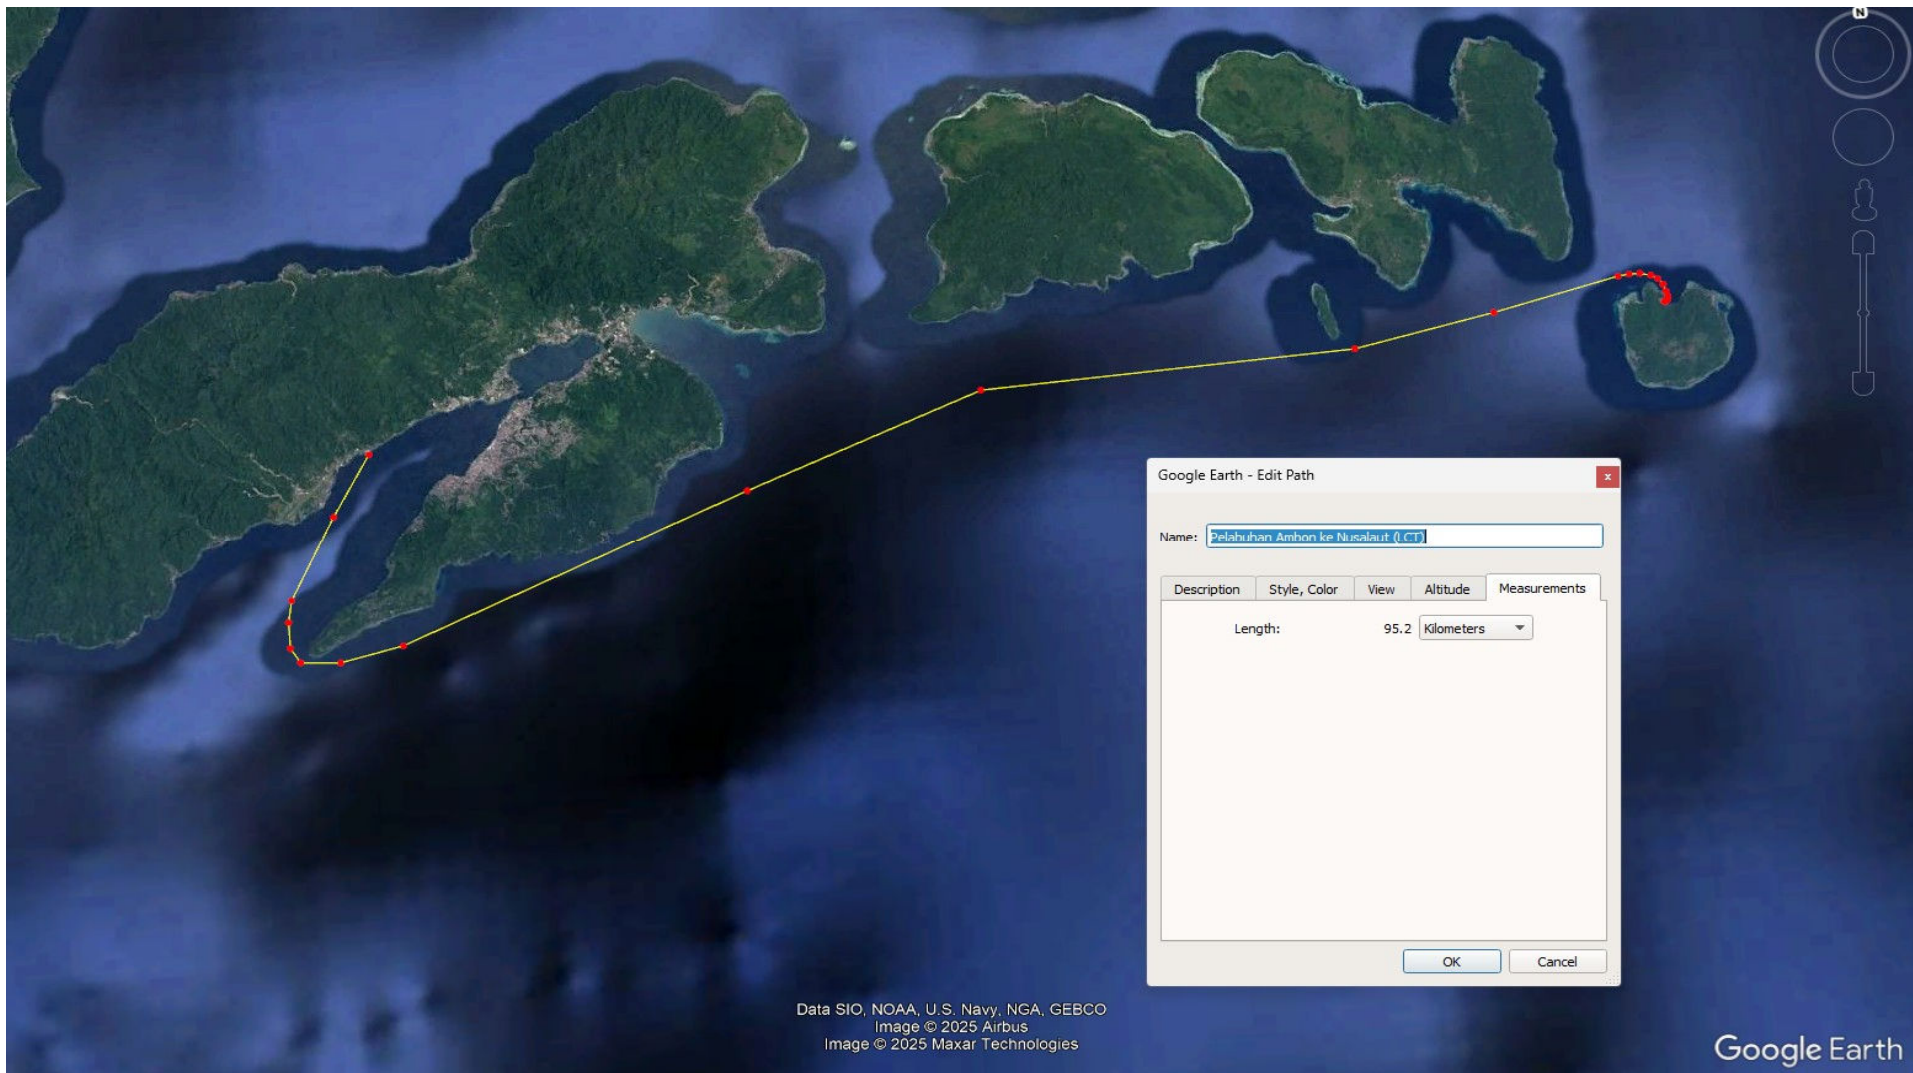 N
Google Earth - Edit Path
x
Name: Pelabuhan Ambon ke Nusalaut (LCT)
Description Style, Color View Altitude Measurements
Length: 95.2 Kilometers
OK Cancel
Data SIO, NOAA, U.S. Navy, NGA, GEBCO
Image © 2025 Airbus
Image © 2025 Maxar Technologies
Google Earth